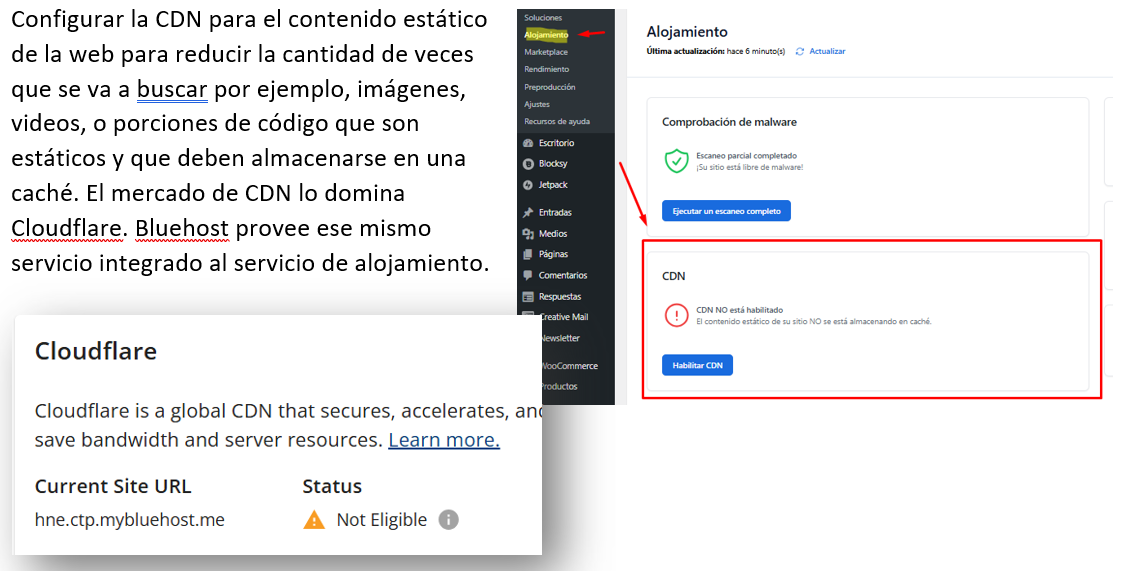 Configurar la CDN para el contenido estático
de la web para reducir la cantidad de veces
que se va a buscar por ejemplo, imágenes,
videos, o porciones de código que son
estáticos y que deben almacenarse en una
caché. El mercado de CDN lo domina
Cloudflare. Bluehost provee ese mismo
servicio integrado al servicio de alojamiento.
Soluciones
Alojamiento
Marketplace
Rendimiento
Preproducción
Ajustes
Recursos de ayuda
Escritorio
Blocksy
Jetpack
Entradas
Medios
Páginas
Comentarios
Respuestas
Creative Mail
Newsletter
WooCommerce
Productos
Alojamiento
Última actualización: hace 6 minuto(s) Actualizar
Comprobación de malware
Escaneo parcial completado
¡Su sitio está libre de malware!
Ejecutar un escaneo completo
CDN
CDN NO está habilitado
El contenido estático de su sitio NO se está almacenando en caché.
Habilitar CDN
Cloudflare
Cloudflare is a global CDN that secures, accelerates, and
save bandwidth and server resources. Learn more.
Current Site URL Status
hne.ctp.mybluehost.me Not Eligible